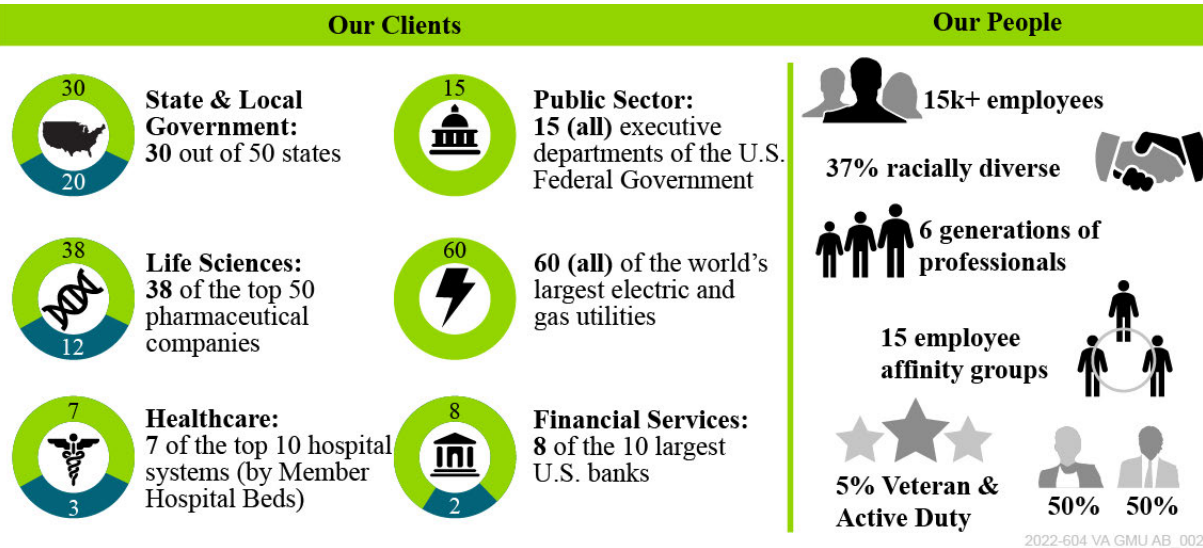 Our Clients
30
20
State & Local
Government:
30 out of 50 states
15
Public Sector:
15 (all) executive
departments of the U.S.
Federal Government
38
12
Life Sciences:
38 of the top 50
pharmaceutical
companies
60
60 (all) of the world’s
largest electric and
gas utilities
7
3
Healthcare:
7 of the top 10 hospital
systems (by Member
Hospital Beds)
8
2
Financial Services:
8 of the 10 largest
U.S. banks
Our People
15k+ employees
37% racially diverse
6 generations of
professionals
15 employee
affinity groups
5% Veteran &
Active Duty
50%
50%
2022-604 VA GMU AB_002